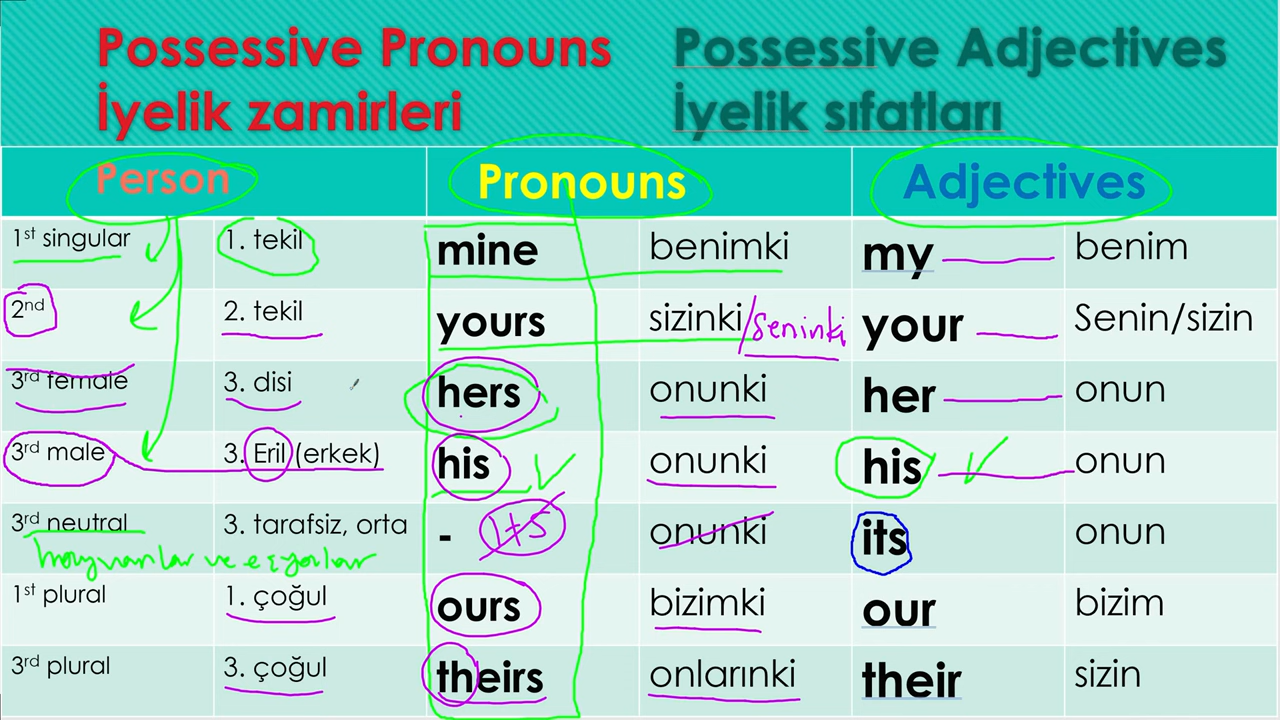 Possessive Pronouns
İyelik zamirleri
Possessive Adjectives
İyelik sıfatları
Person Pronouns Adjectives
1st singular 1. tekil mine benimki my benim
2nd 2. tekil yours sizinki/seninki your Senin/sizin
3rd female 3. disi hers onunki her onun
3rd male 3. Eril (erkek) his onunki his onun
3rd neutral 3. tarafsiz, orta - its onunki its onun
hayvanlar ve eşyalar
1st plural 1. çoğul ours bizimki our bizim
3rd plural 3. çoğul theirs onlarınki their sizin